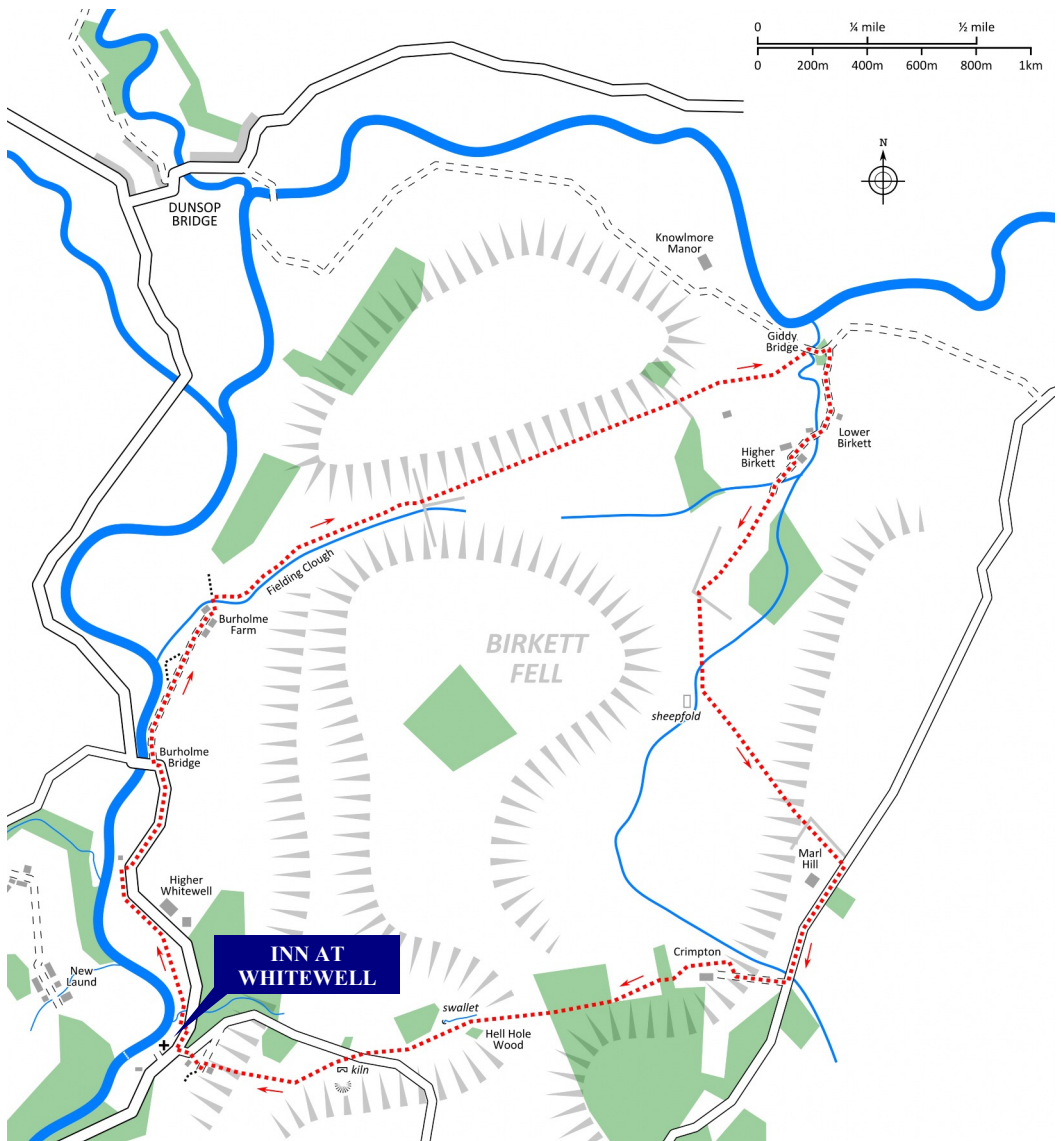 0 ¼ mile ½ mile
0 200m 400m 600m 800m 1km
N
DUNSOP
BRIDGE
Knowlmore
Manor
Giddy
Bridge
Lower
Birkett
Higher
Birkett
Fielding Clough
Burholme
Farm
BIRKETT
FELL
sheepfold
Burholme
Bridge
Marl
Hill
Higher
Whitewell
INN AT
WHITEWELL
Crimpton
New
Laund
swallet
Hell Hole
Wood
kiln